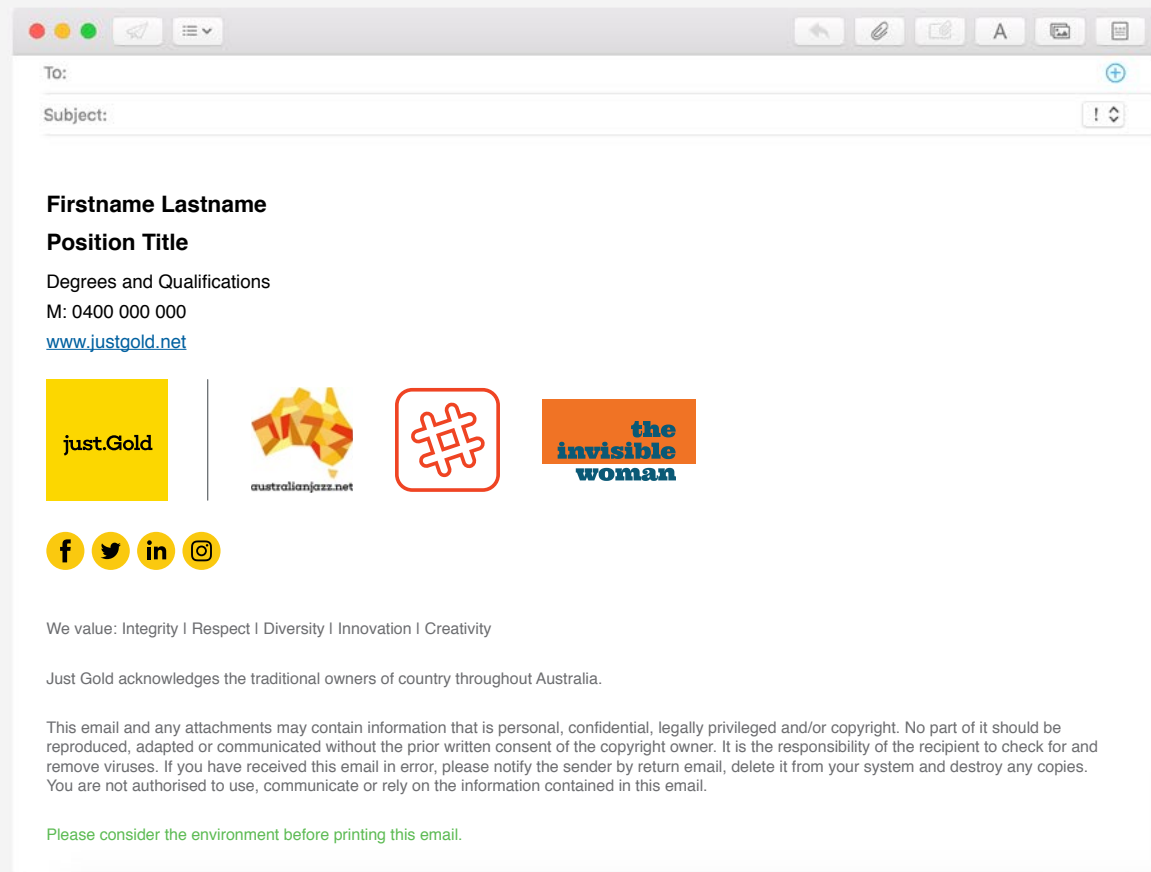 To:
Subject:
!
Firstname Lastname
Position Title
Degrees and Qualifications
M: 0400 000 000
www.justgold.net
just.Gold
australianjazz.net
#
the
invisible
woman
f in
We value: Integrity | Respect | Diversity | Innovation | Creativity
Just Gold acknowledges the traditional owners of country throughout Australia.
This email and any attachments may contain information that is personal, confidential, legally privileged and/or copyright. No part of it should be
reproduced, adapted or communicated without the prior written consent of the copyright owner. It is the responsibility of the recipient to check for and
remove viruses. If you have received this email in error, please notify the sender by return email, delete it from your system and destroy any copies.
You are not authorised to use, communicate or rely on the information contained in this email.
Please consider the environment before printing this email.